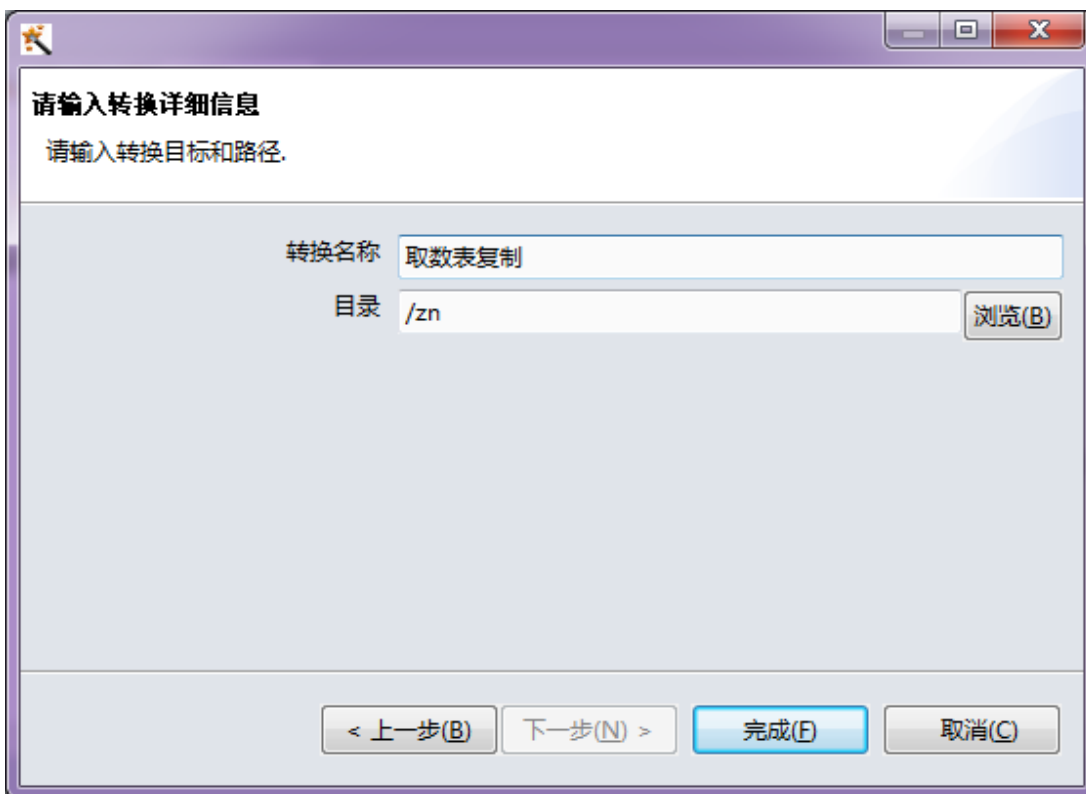 请输入转换详细信息
请输入转换目标和路径.
转换名称 取数表复制
目录 /zn 浏览(B)
< 上一步(B) 下一步(N) > 完成(F) 取消(C)